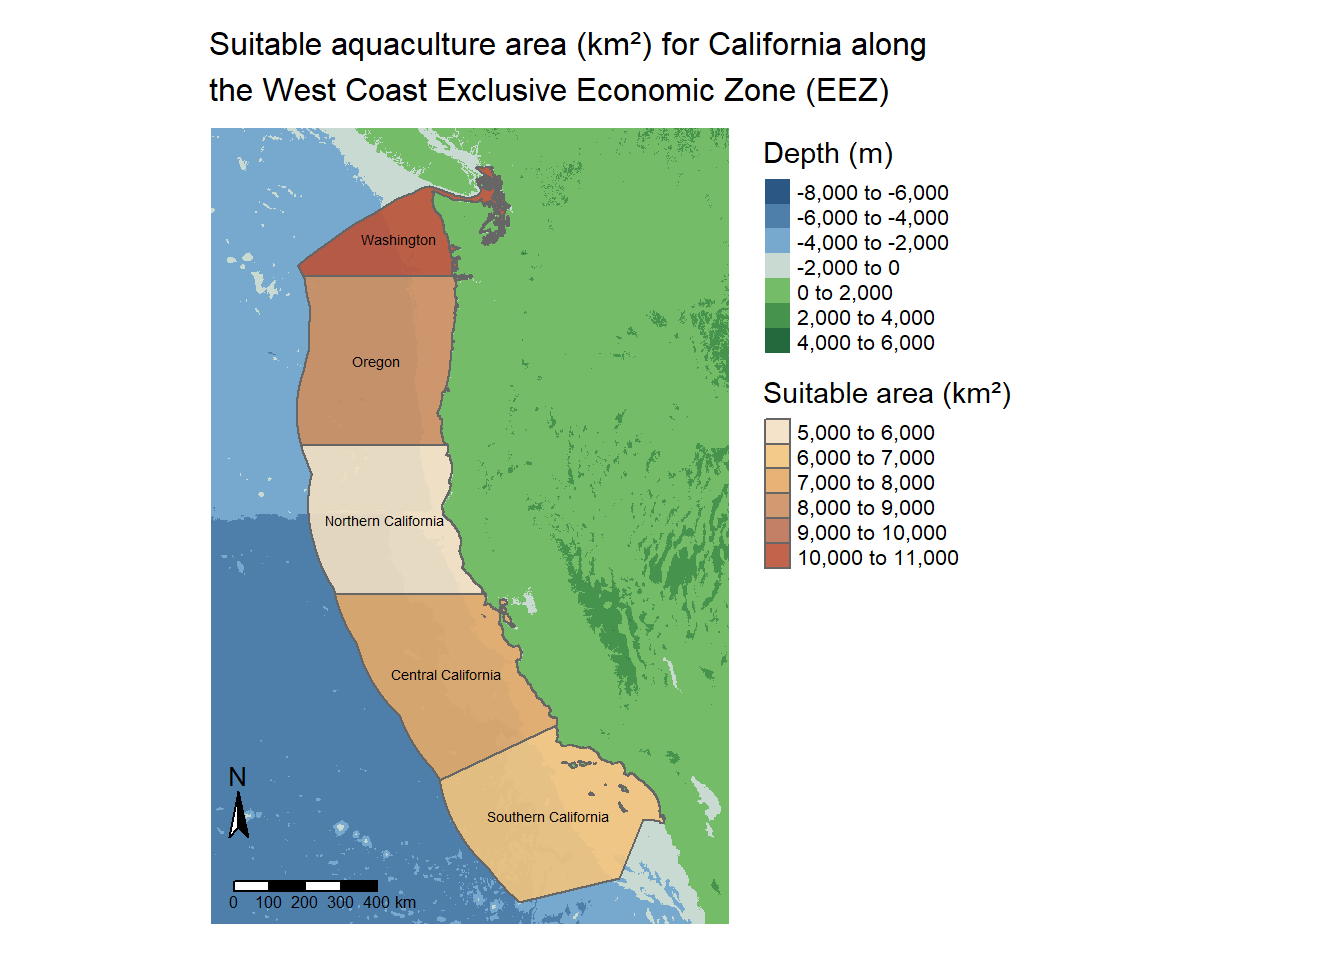 Suitable aquaculture area (km²) for California along
the West Coast Exclusive Economic Zone (EEZ)
Depth (m)
-8,000 to -6,000
-6,000 to -4,000
-4,000 to -2,000
-2,000 to 0
0 to 2,000
2,000 to 4,000
4,000 to 6,000
Suitable area (km²)
5,000 to 6,000
6,000 to 7,000
7,000 to 8,000
8,000 to 9,000
9,000 to 10,000
10,000 to 11,000
Washington
Oregon
Northern California
Central California
Southern California
N
0 100 200 300 400 km